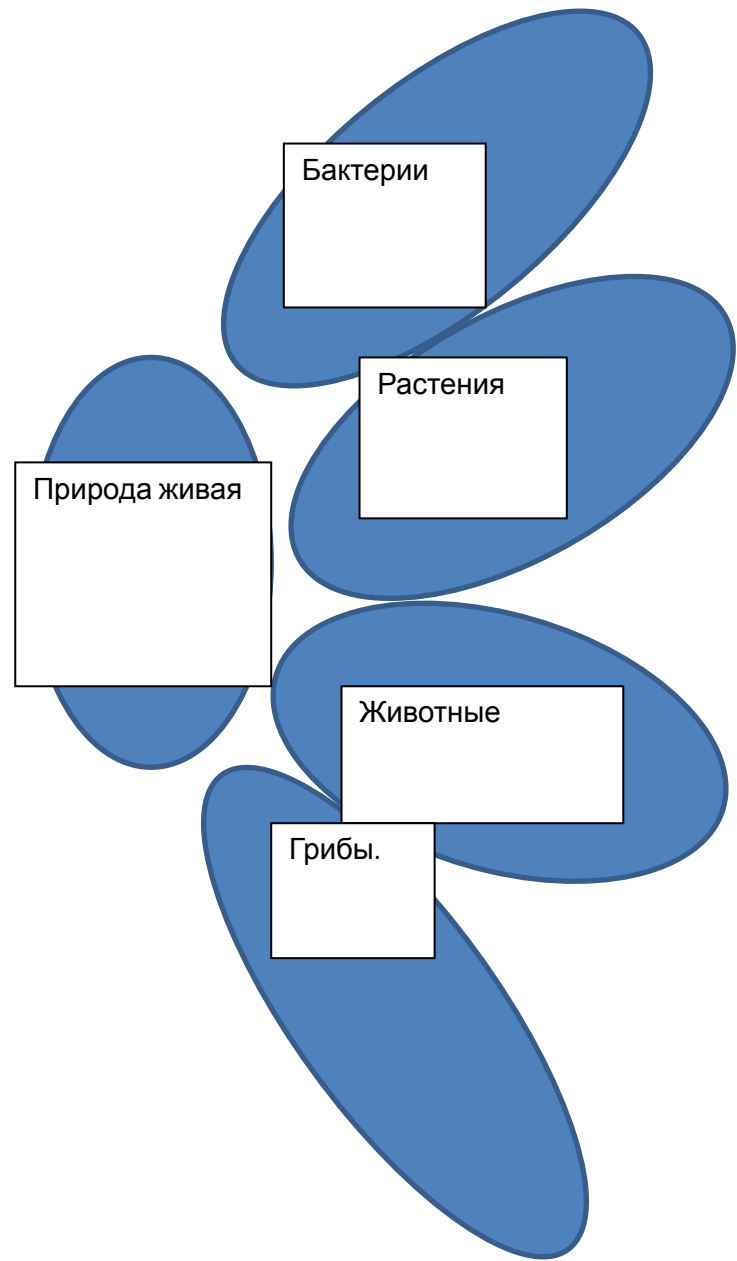 Бактерии
Растения
Природа живая
Животные
Грибы.